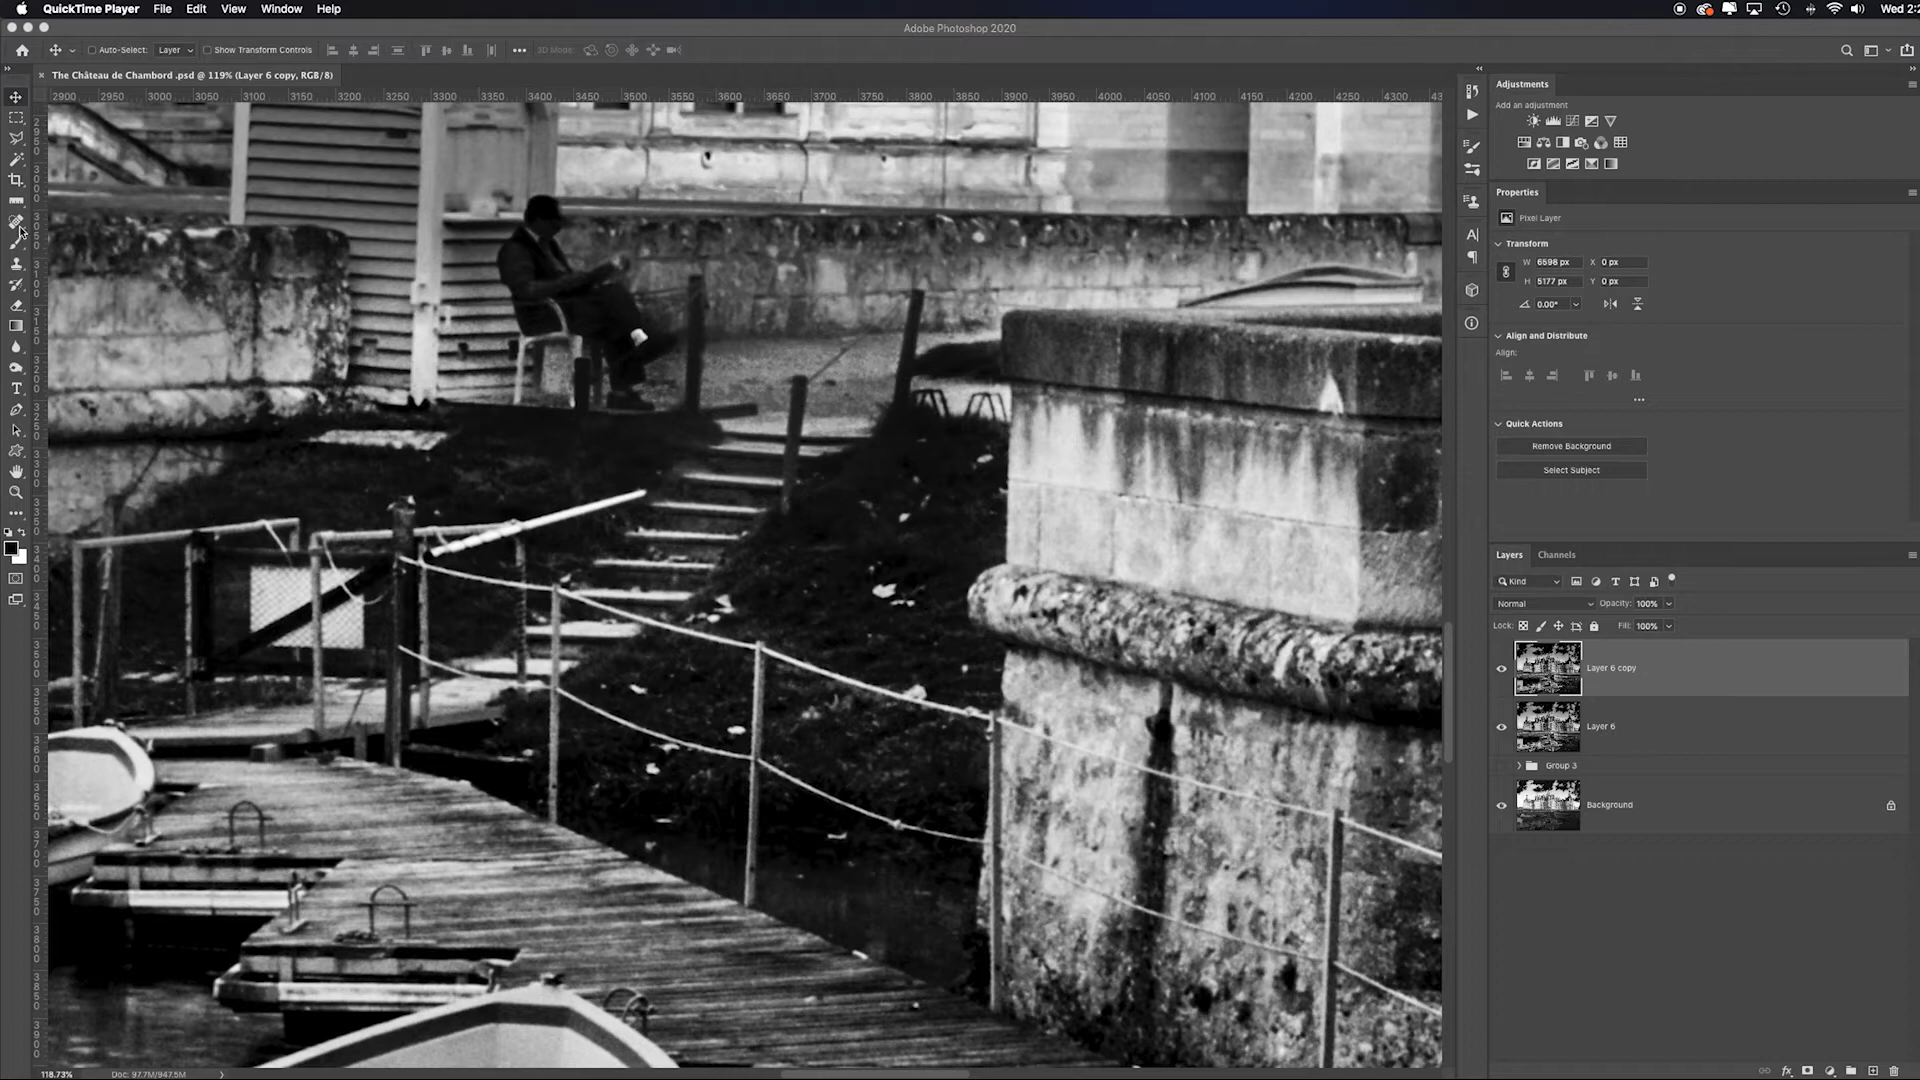 QuickTime Player File Edit View Window Help
Wed 2:
Adobe Photoshop 2020
Auto-Select: Layer Show Transform Controls 3D Mode:
× The Château de Chambord .psd @ 119% (Layer 6 copy, RGB/8)
2900 2950 3000 3050 3100 3150 3200 3250 3300 3350 3400 3450 3500 3550 3600 3650 3700 3750 3800 3850 3900 3950 4000 4050 4100 4150 4200 4250 4300
Adjustments
Add an adjustment
Properties
Pixel Layer
Transform
W 6598 px X 0 px
H 5177 px Y 0 px
0.00°
Align and Distribute
Align:
Quick Actions
Remove Background
Select Subject
Layers Channels
Kind
Normal Opacity: 100%
Lock: Fill: 100%
Layer 6 copy
Layer 6
Group 3
Background
118.73% Doc: 97.7M/947.5M